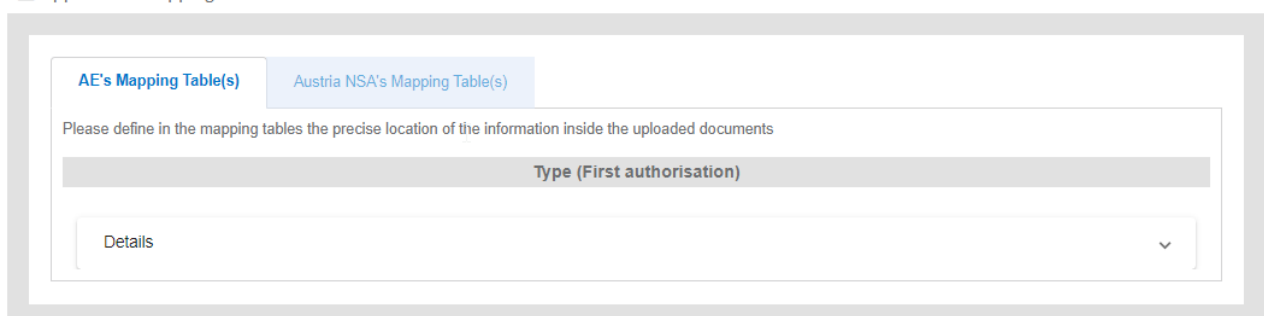 AE's Mapping Table(s)
Austria NSA's Mapping Table(s)
Please define in the mapping tables the precise location of the information inside the uploaded documents
Type (First authorisation)
Details